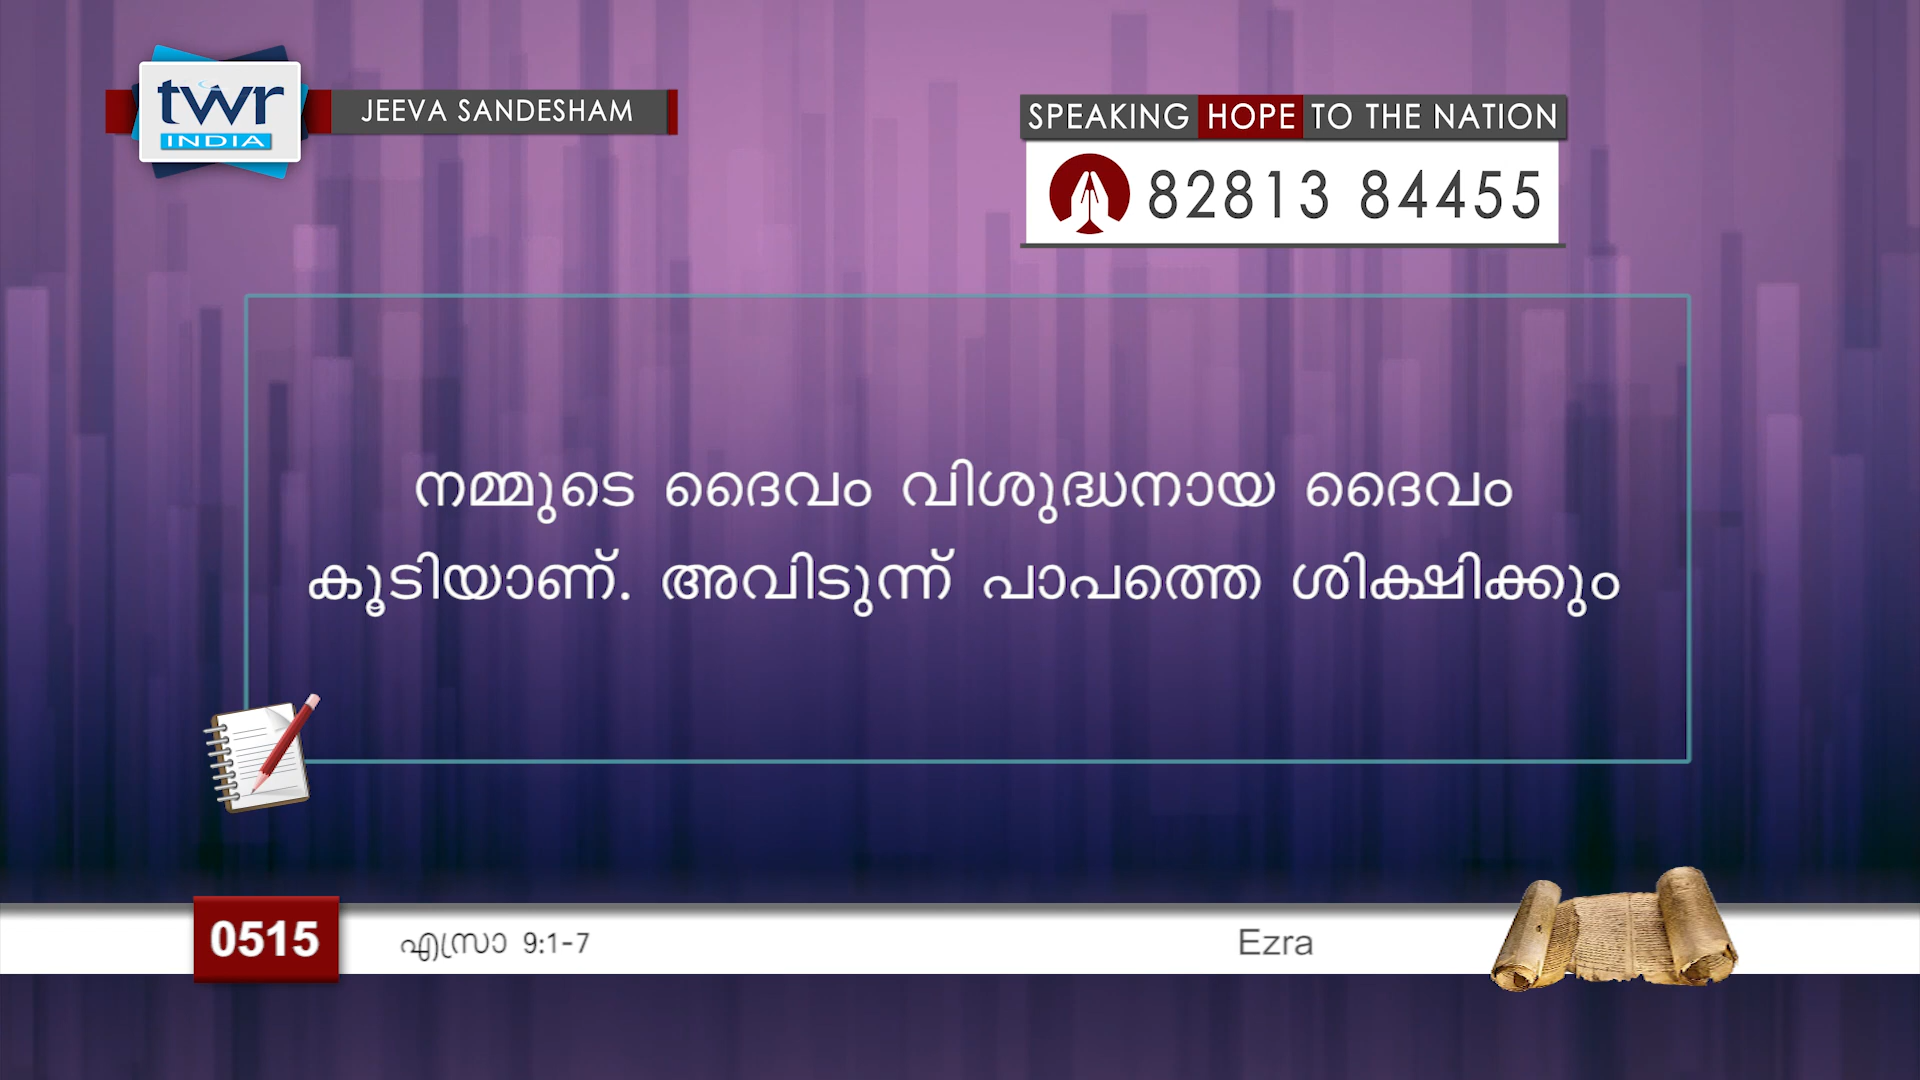 twr
INDIA
JEEVA SANDESHAM
SPEAKING HOPE TO THE NATION
82813 84455
നമ്മുടെ ദൈവം വിശുദ്ധനായ ദൈവം
കൂടിയാണ്. അവിടുന്ന് പാപത്തെ ശിക്ഷിക്കും
0515
എസ്രാ 9:1-7
Ezra